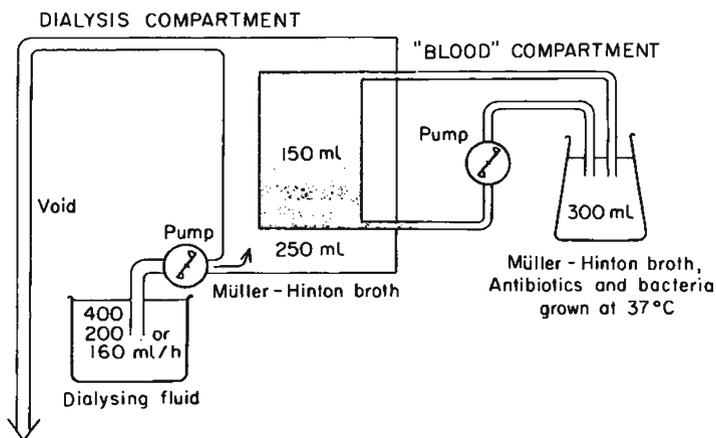 DIALYSIS COMPARTMENT
"BLOOD" COMPARTMENT
Pump
150 ml
300 ml
Void
Pump
250 ml
Müller-Hinton broth
Müller-Hinton broth,
Antibiotics and bacteria
grown at 37°C
400
200 or
160 ml/h
Dialysing fluid